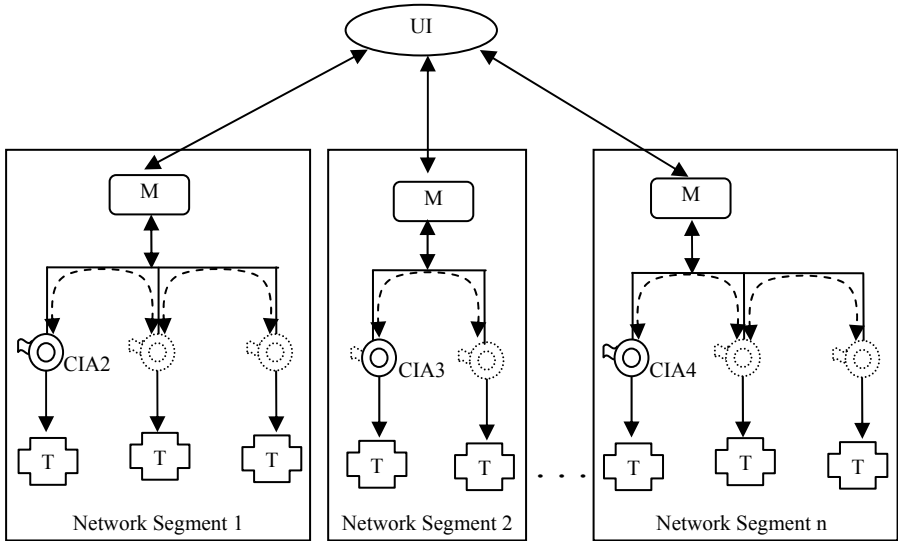 UI
M
M
M
CIA2
CIA3
CIA4
T
T
T
T
T
T
T
T
. . .
Network Segment 1
Network Segment 2
Network Segment n